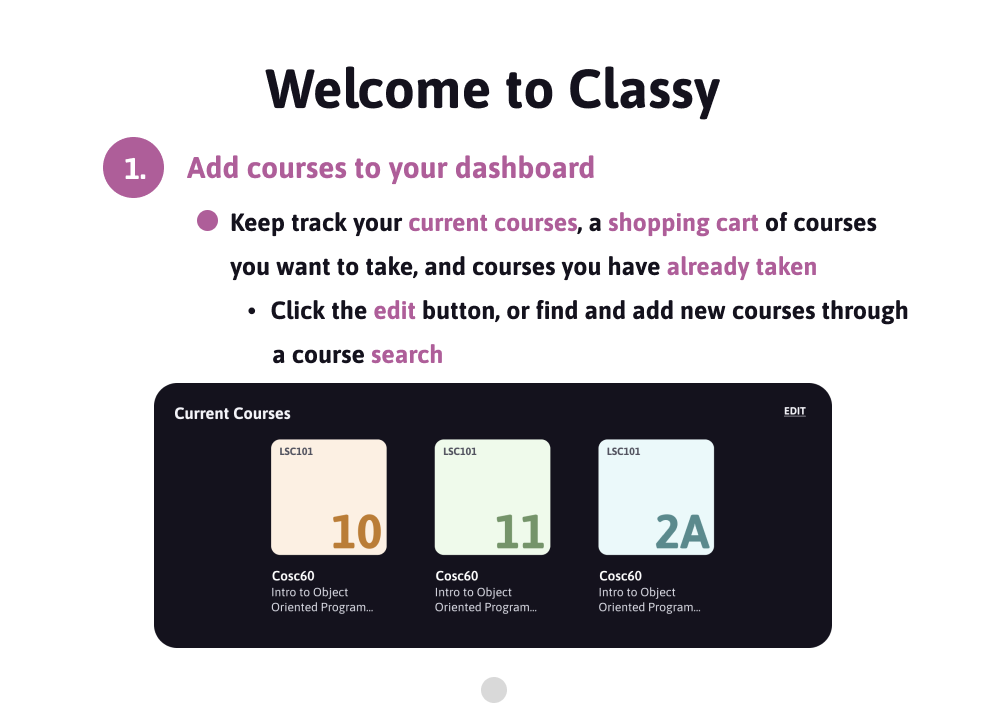 Welcome to Classy
1. Add courses to your dashboard
Keep track your current courses, a shopping cart of courses
you want to take, and courses you have already taken
• Click the edit button, or find and add new courses through
a course search
Current Courses EDIT
LSC101 LSC101 LSC101
10 11 2A
Cosc60 Cosc60 Cosc60
Intro to Object Intro to Object Intro to Object
Oriented Program... Oriented Program... Oriented Program...